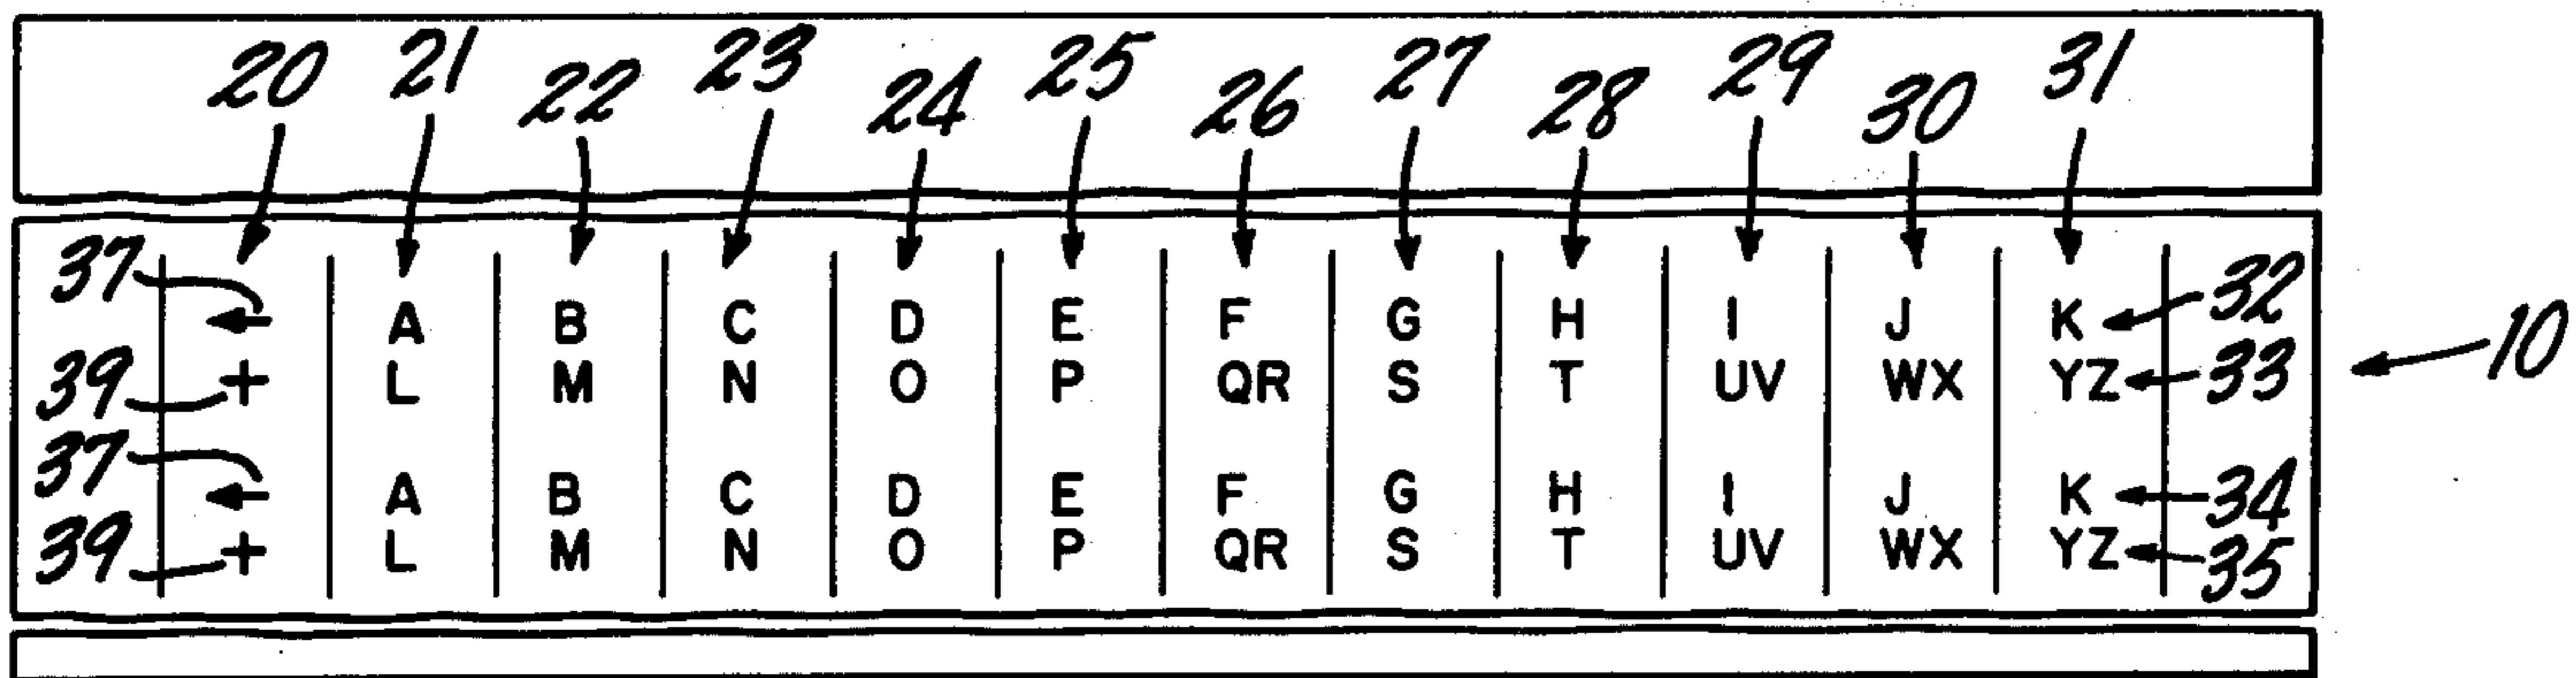 20 21 22 23 24 25 26 27 28 29 30 31
37 ← A B C D E F G H I J K 32
39 + L M N O P QR S T UV WX YZ 33 10
37 ← A B C D E F G H I J K 34
39 + L M N O P QR S T UV WX YZ 35